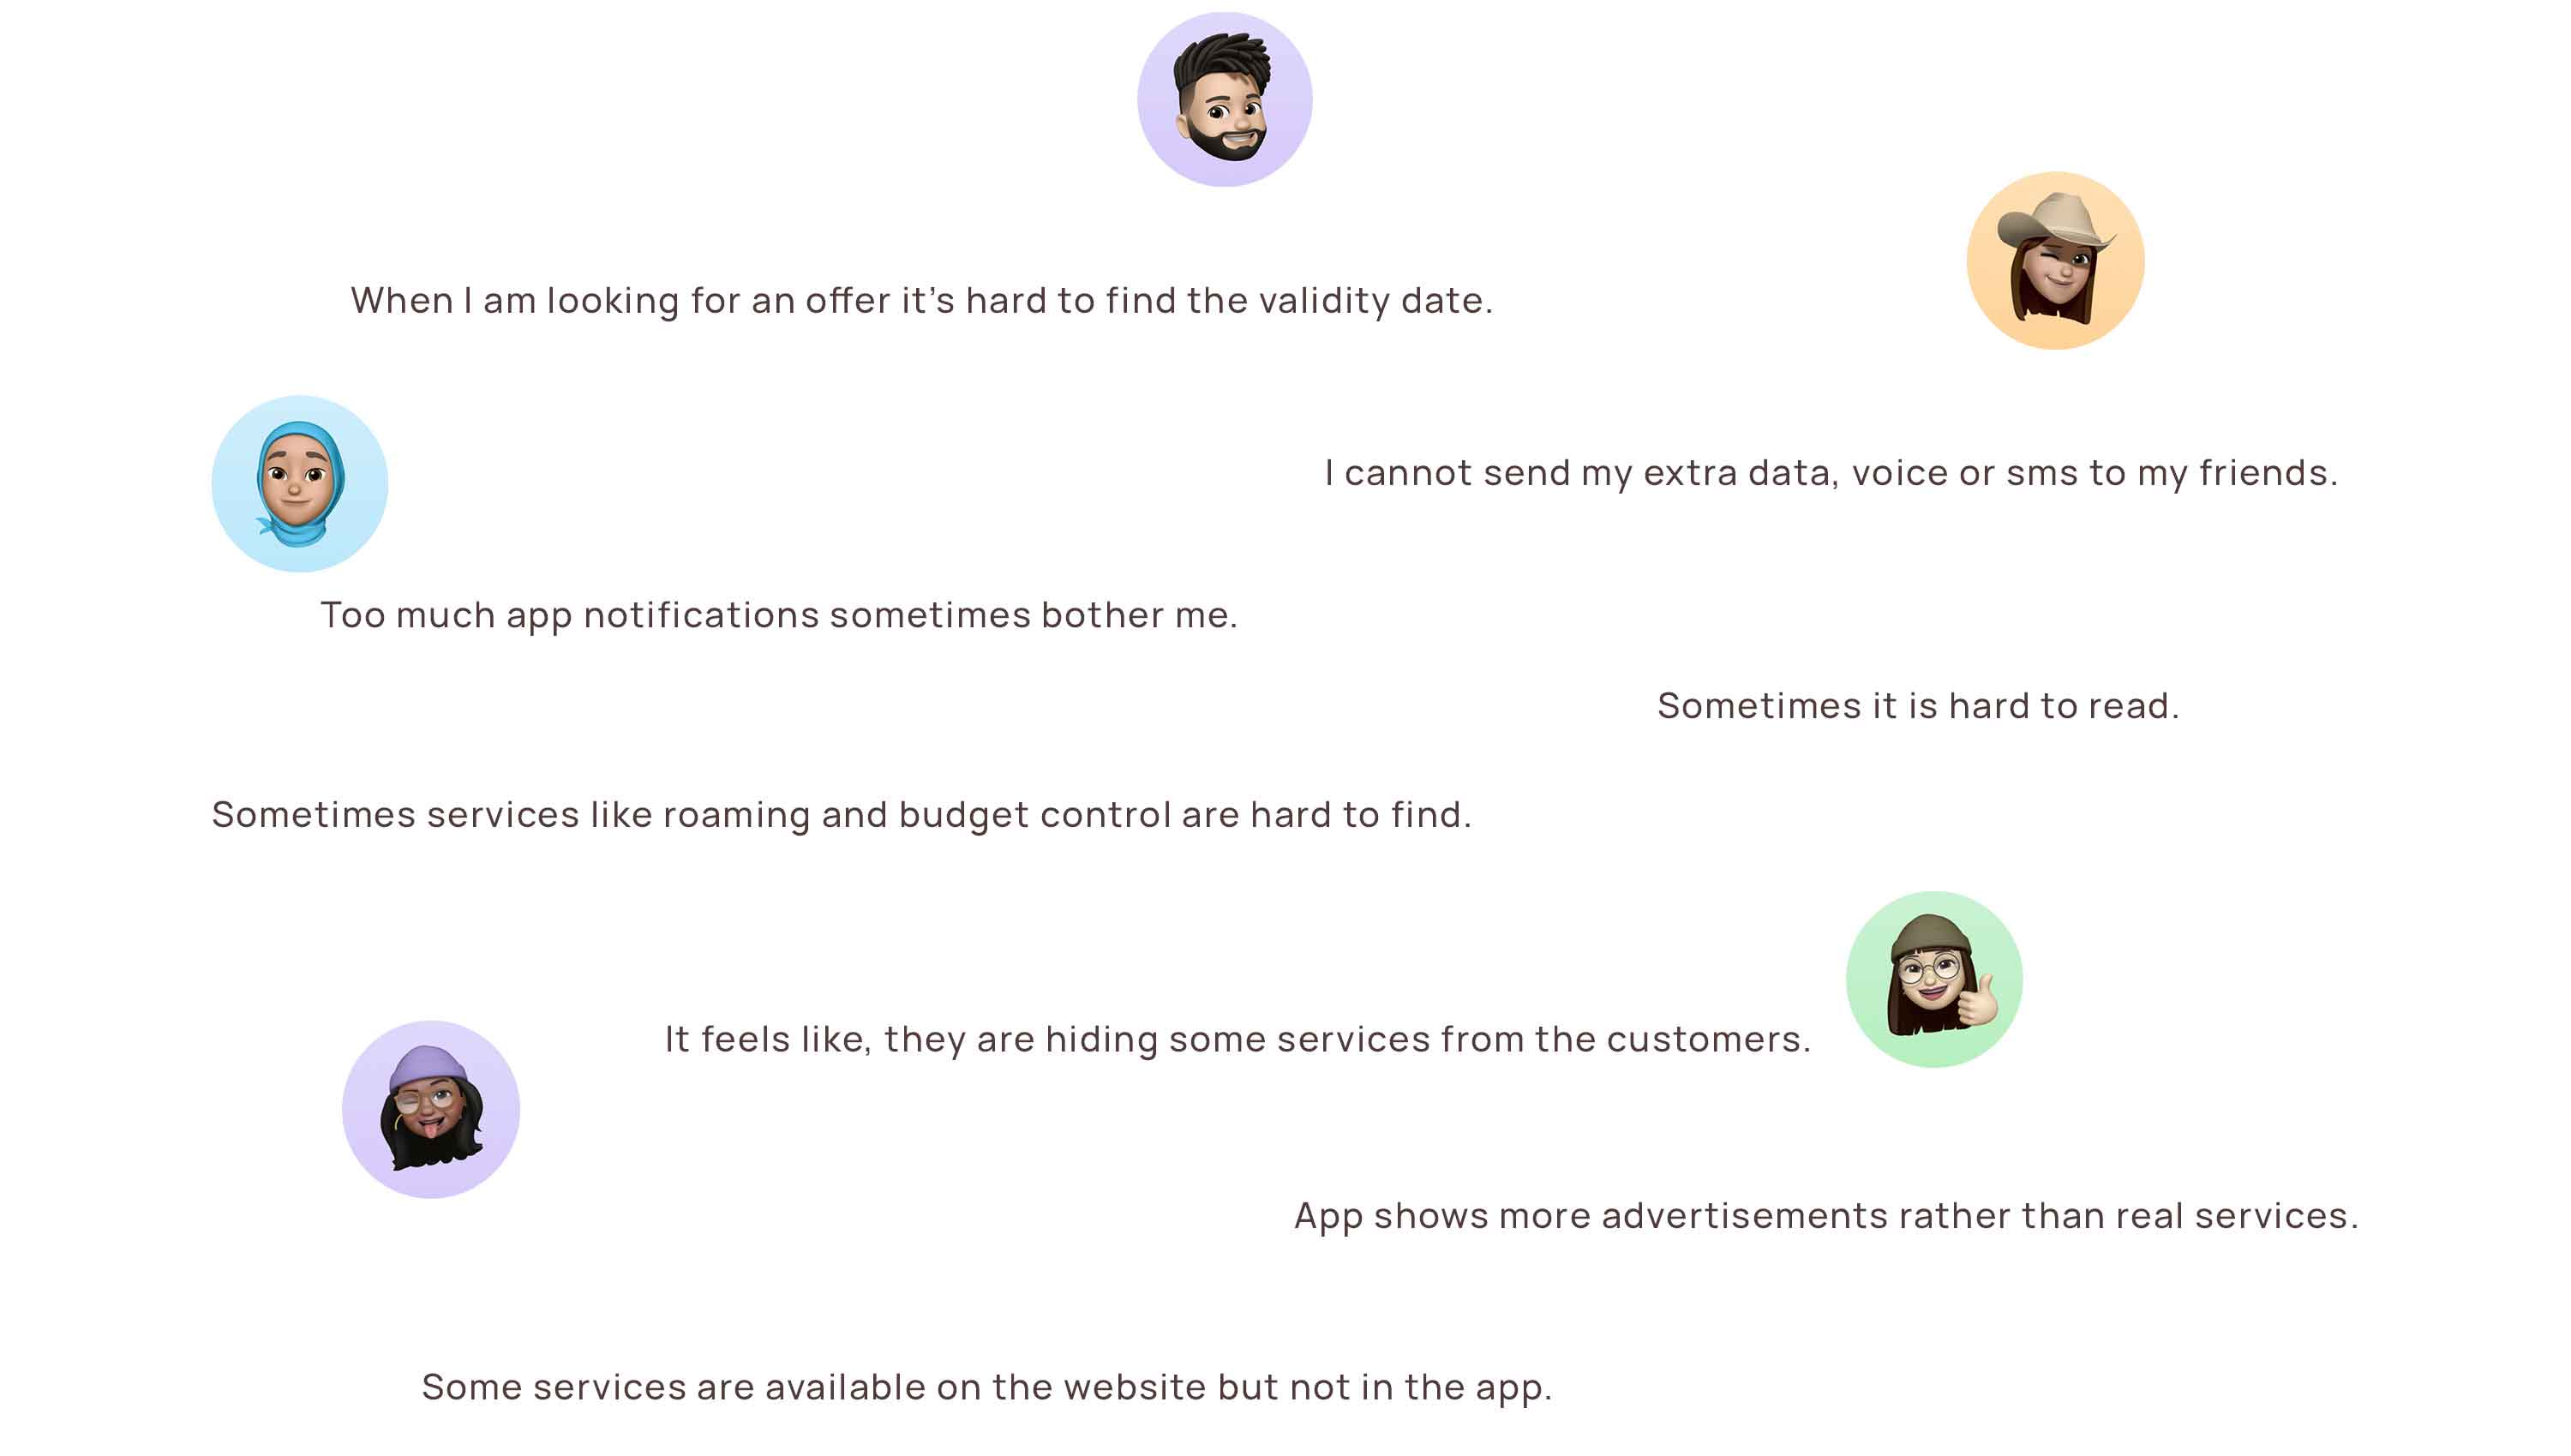 When I am looking for an offer it’s hard to find the validity date.
I cannot send my extra data, voice or sms to my friends.
Too much app notifications sometimes bother me.
Sometimes it is hard to read.
Sometimes services like roaming and budget control are hard to find.
It feels like, they are hiding some services from the customers.
App shows more advertisements rather than real services.
Some services are available on the website but not in the app.